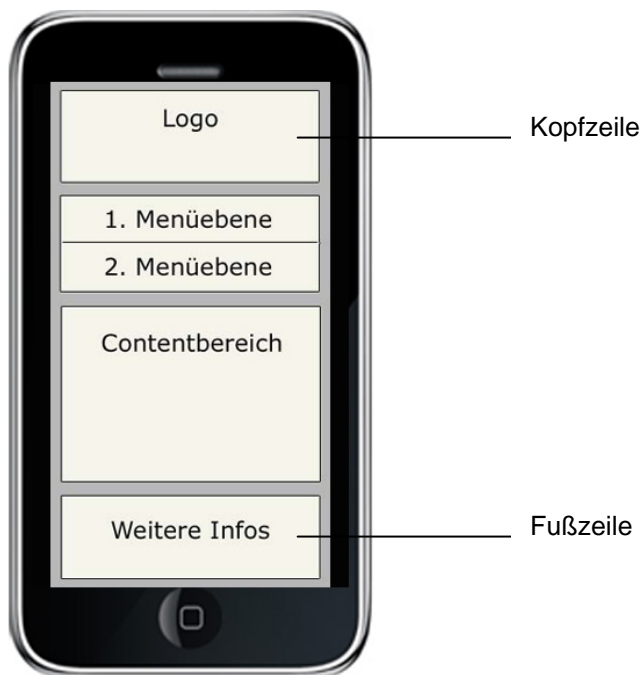 Logo
Kopfzeile
1. Menüebene
2. Menüebene
Contentbereich
Weitere Infos
Fußzeile